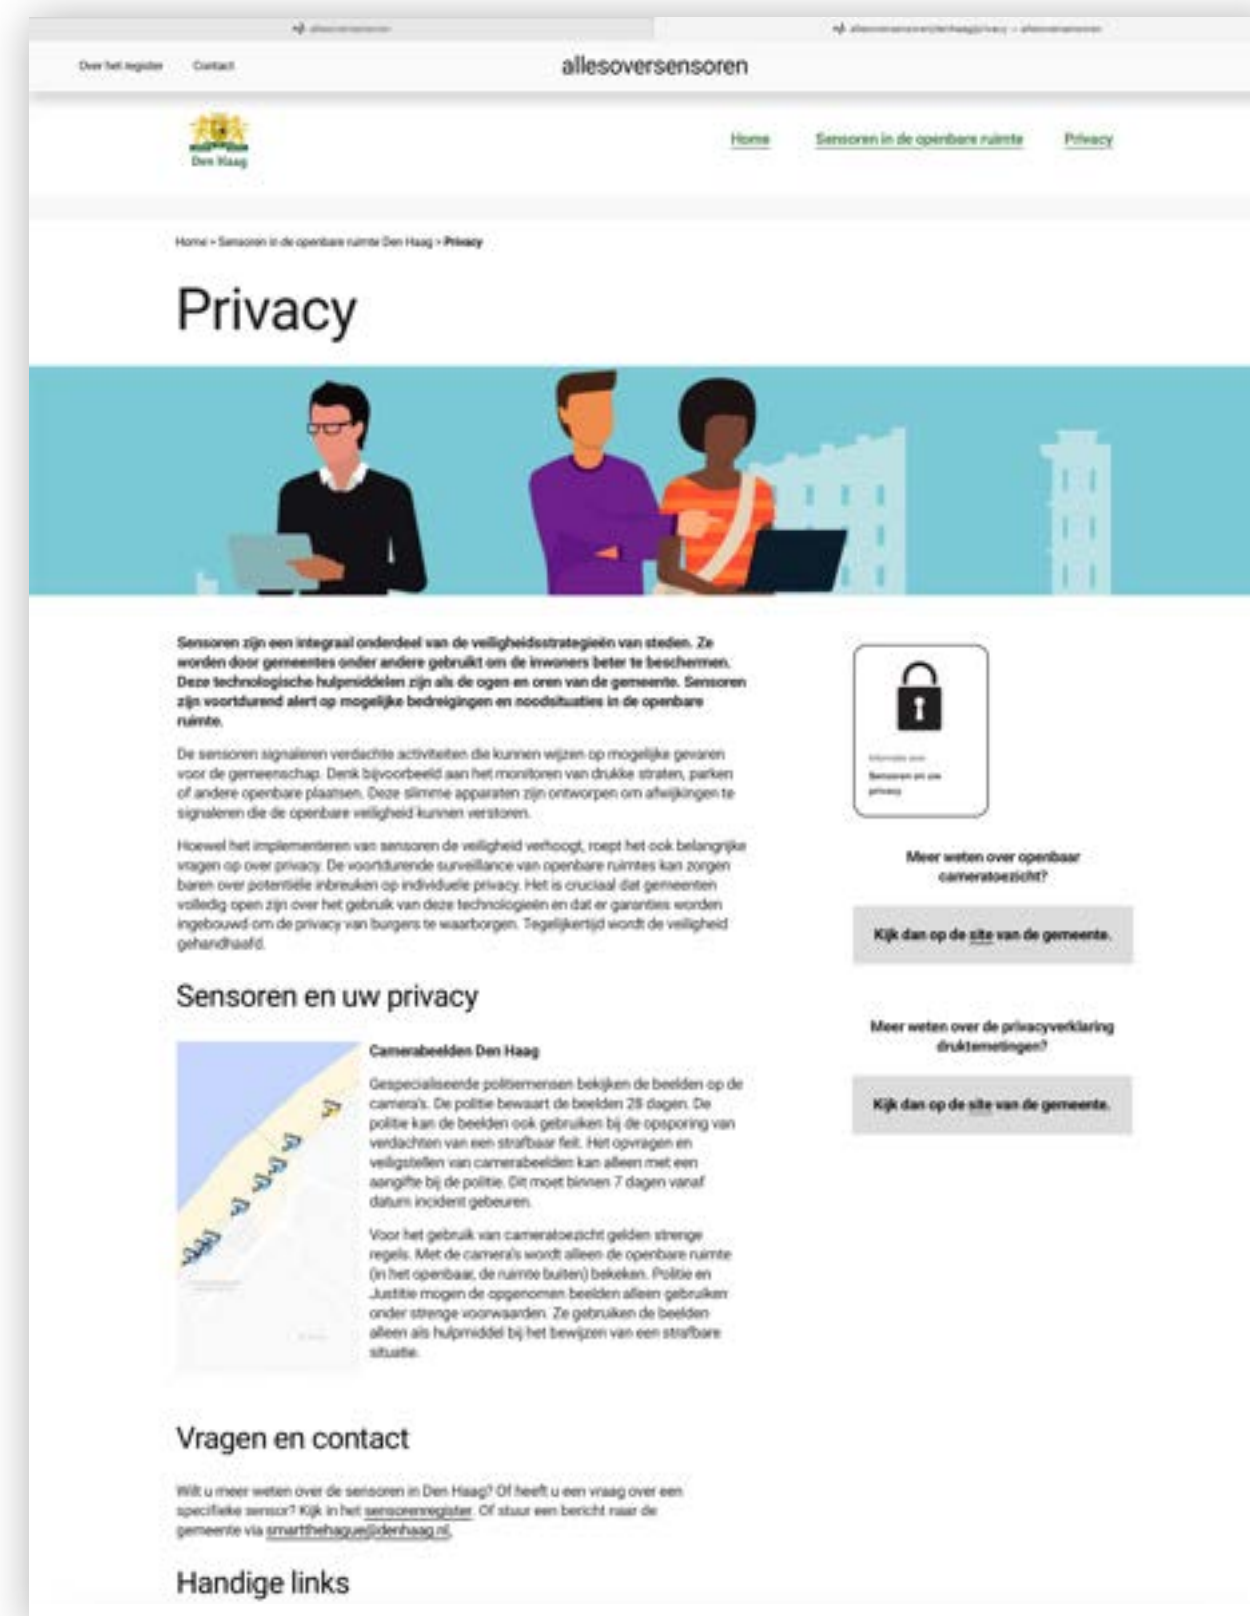 allesoversensoren
Over het register
Contact
allesoversensoren
Den Haag
Home
Sensoren in de openbare ruimte
Privacy
Home > Sensoren in de openbare ruimte Den Haag > Privacy
Privacy
Sensoren zijn een integraal onderdeel van de veiligheidsstrategieën van steden. Ze
worden door gemeentes onder andere gebruikt om de inwoners beter te beschermen.
Deze technologische hulpmiddelen zijn als de ogen en oren van de gemeente. Sensoren
zijn voortdurend alert op mogelijke bedreigingen en noodsituaties in de openbare
ruimte.
De sensoren signaleren verdachte activiteiten die kunnen wijzen op mogelijke gevaren
voor de gemeenschap. Denk bijvoorbeeld aan het monitoren van drukke straten, parken
of andere openbare plaatsen. Deze slimme apparaten zijn ontworpen om afwijkingen te
signaleren die de openbare veiligheid kunnen verstoren.
Hoewel het implementeren van sensoren de veiligheid verhoogt, roept het ook belangrijke
vragen op over privacy. De voortdurende surveillance van openbare ruimtes kan zorgen
baren over potentiële inbreuken op individuele privacy. Het is cruciaal dat gemeenten
volledig open zijn over het gebruik van deze technologieën en dat er garanties worden
ingebouwd om de privacy van burgers te waarborgen. Tegelijkertijd wordt de veiligheid
gehandhaafd.
Informatie over
Sensoren en uw
privacy
Meer weten over openbaar
cameratoezicht?
Kijk dan op de site van de gemeente.
Meer weten over de privacyverklaring
druktemetingen?
Kijk dan op de site van de gemeente.
Sensoren en uw privacy
Camerabeelden Den Haag
Gespecialiseerde politiemensen bekijken de beelden op de
camera's. De politie bewaart de beelden 28 dagen. De
politie kan de beelden ook gebruiken bij de opsporing van
verdachten van een strafbaar feit. Het opvragen en
veiligstellen van camerabeelden kan alleen met een
aangifte bij de politie. Dit moet binnen 7 dagen vanaf
datum incident gebeuren.
Voor het gebruik van cameratoezicht gelden strenge
regels. Met de camera's wordt alleen de openbare ruimte
(in het openbaar, de ruimte buiten) bekeken. Politie en
Justitie mogen de opgenomen beelden alleen gebruiken
onder strenge voorwaarden. Ze gebruiken de beelden
alleen als hulpmiddel bij het bewijzen van een strafbare
situatie.
Vragen en contact
Wilt u meer weten over de sensoren in Den Haag? Of heeft u een vraag over een
specifieke sensor? Kijk in het sensorenregister. Of stuur een bericht naar de
gemeente via smartthehague@denhaag.nl.
Handige links